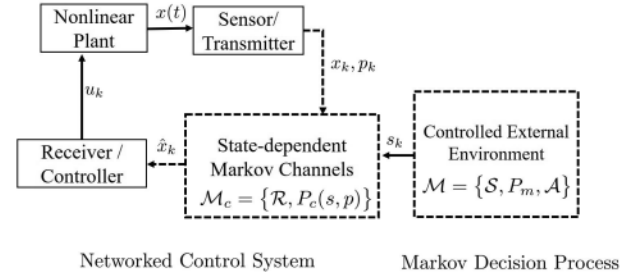 Nonlinear
Plant
x(t)
Sensor/
Transmitter
x_k, p_k
u_k
Receiver /
Controller
x̂_k
State-dependent
Markov Channels
ℳ_c = {ℛ, P_c(s, p)}
s_k
Controlled External
Environment
ℳ = {𝒮, P_m, 𝒜}
Networked Control System
Markov Decision Process